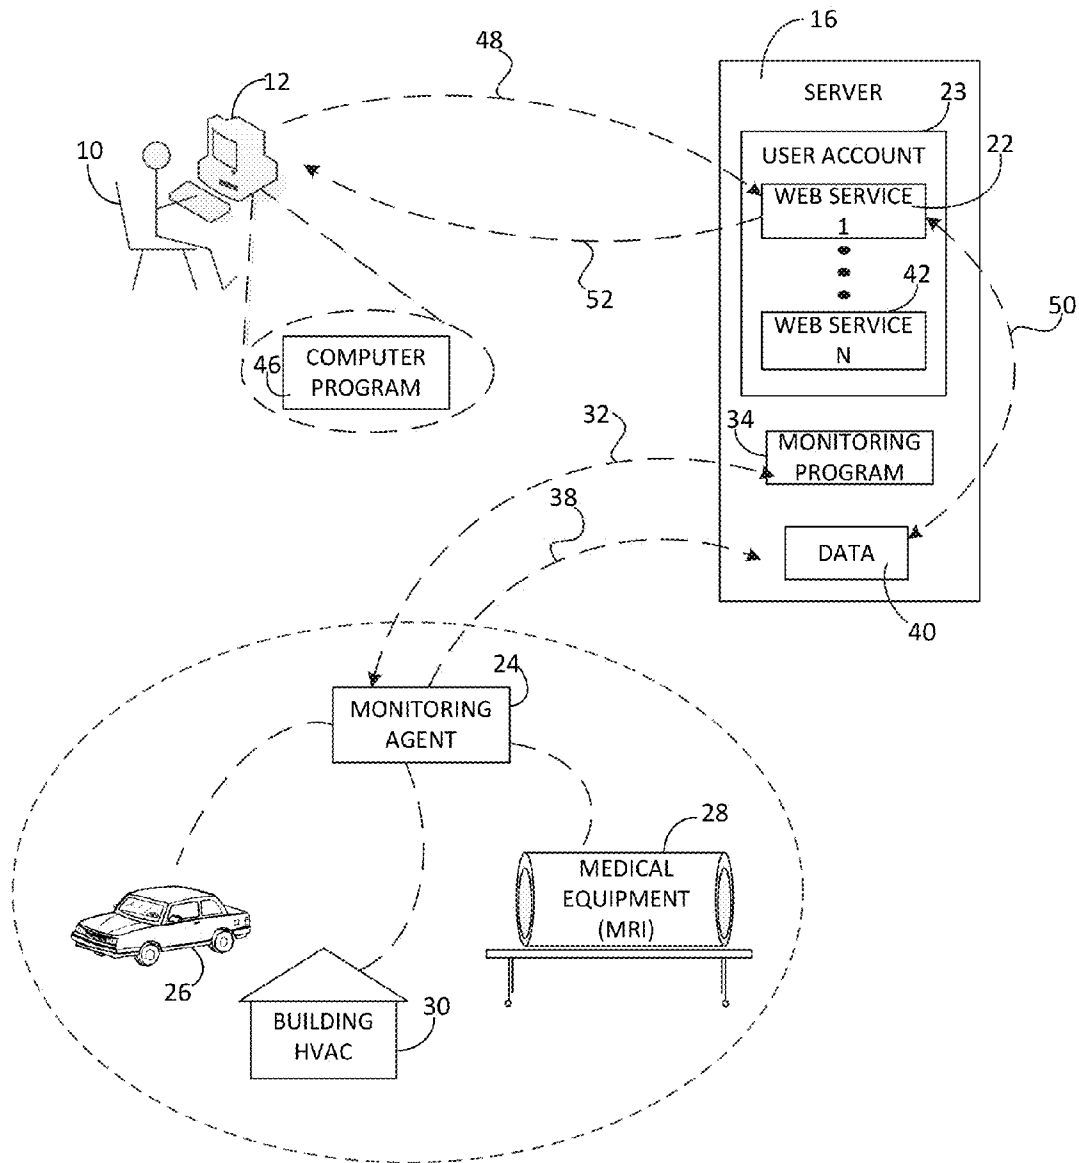 48
16
12
SERVER
23
10
USER ACCOUNT
22
WEB SERVICE
1
52
42
50
WEB SERVICE
N
COMPUTER
46
PROGRAM
32
34
MONITORING
PROGRAM
38
DATA
40
24
MONITORING
AGENT
28
MEDICAL
EQUIPMENT
(MRI)
26
30
BUILDING
HVAC